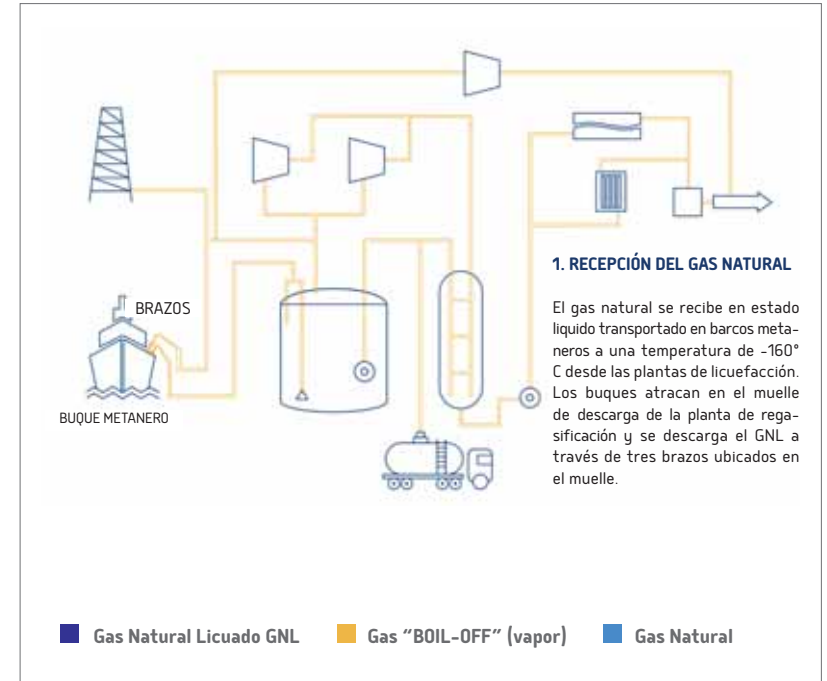 BRAZOS
BUQUE METANERO
1. RECEPCIÓN DEL GAS NATURAL
El gas natural se recibe en estado
liquido transportado en barcos meta-
neros a una temperatura de -160°
C desde las plantas de licuefacción.
Los buques atracan en el muelle
de descarga de la planta de rega-
sificación y se descarga el GNL a
través de tres brazos ubicados en
el muelle.
Gas Natural Licuado GNL
Gas “BOIL-OFF” (vapor)
Gas Natural